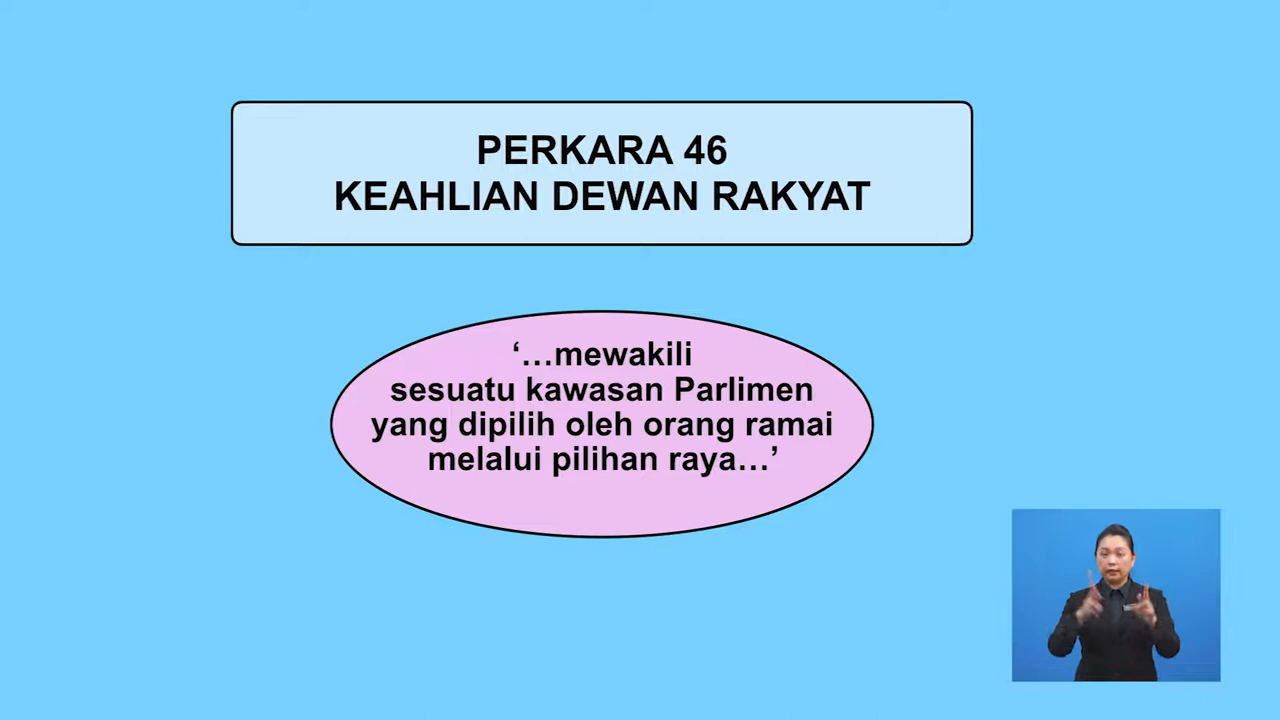 PERKARA 46
KEAHLIAN DEWAN RAKYAT
‘…mewakili
sesuatu kawasan Parlimen
yang dipilih oleh orang ramai
melalui pilihan raya…’